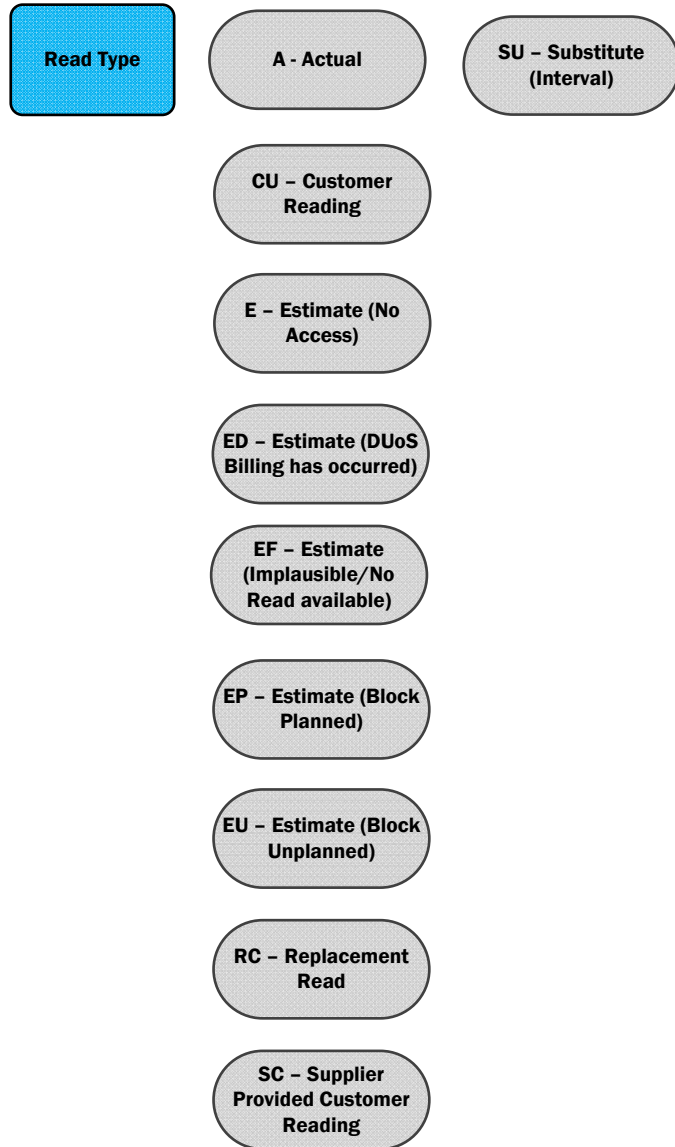 Read Type
A - Actual
SU – Substitute
(Interval)
CU – Customer
Reading
E – Estimate (No
Access)
ED – Estimate (DUoS
Billing has occurred)
EF – Estimate
(Implausible/No
Read available)
EP – Estimate (Block
Planned)
EU – Estimate (Block
Unplanned)
RC – Replacement
Read
SC – Supplier
Provided Customer
Reading